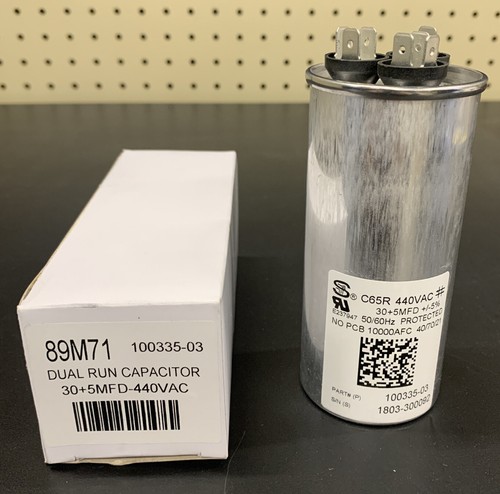 89M71 100335-03
DUAL RUN CAPACITOR
30+5MFD-440VAC
C65R 440VAC
30+5MFD +/-5%
E237947 50/60Hz PROTECTED
NO PCB 10000AFC 40/70/21
PART# (P) 100335-03
S/N (S) 1803-300092